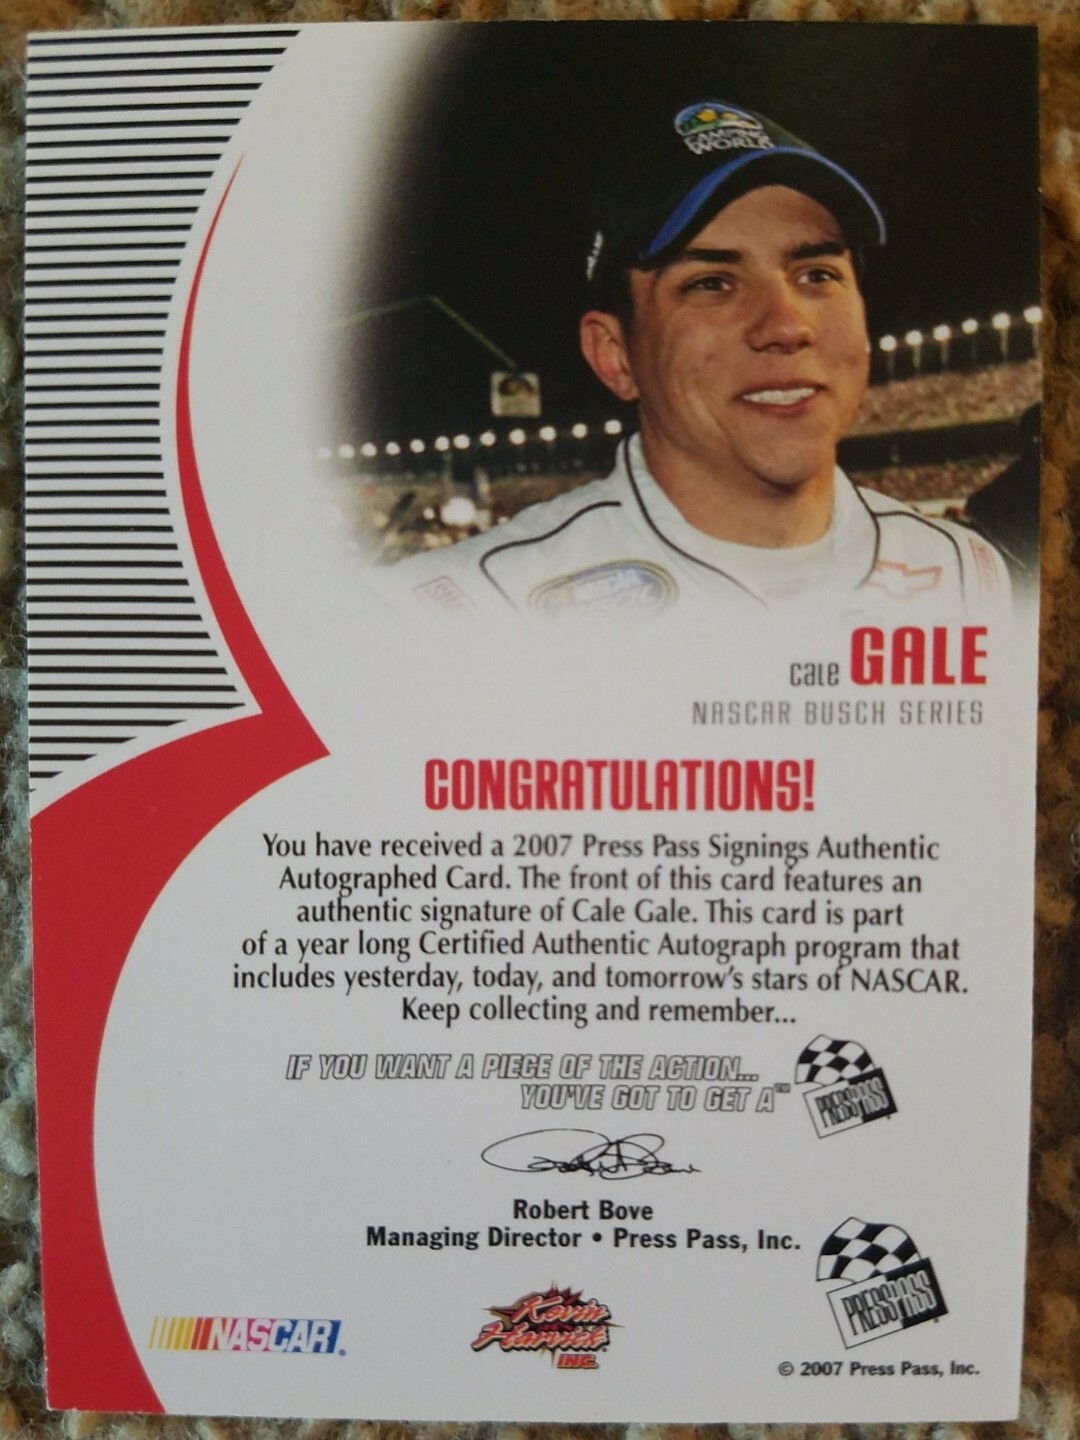 CAMPING
WORLD
cale GALE
NASCAR BUSCH SERIES
CONGRATULATIONS!
You have received a 2007 Press Pass Signings Authentic
Autographed Card. The front of this card features an
authentic signature of Cale Gale. This card is part
of a year long Certified Authentic Autograph program that
includes yesterday, today, and tomorrow's stars of NASCAR.
Keep collecting and remember...
IF YOU WANT A PIECE OF THE ACTION...
YOU'VE GOT TO GET A™
PRESS PASS
Robert Bove
Managing Director • Press Pass, Inc.
PRESS PASS
NASCAR.
Kevin
Harvick
INC.
© 2007 Press Pass, Inc.